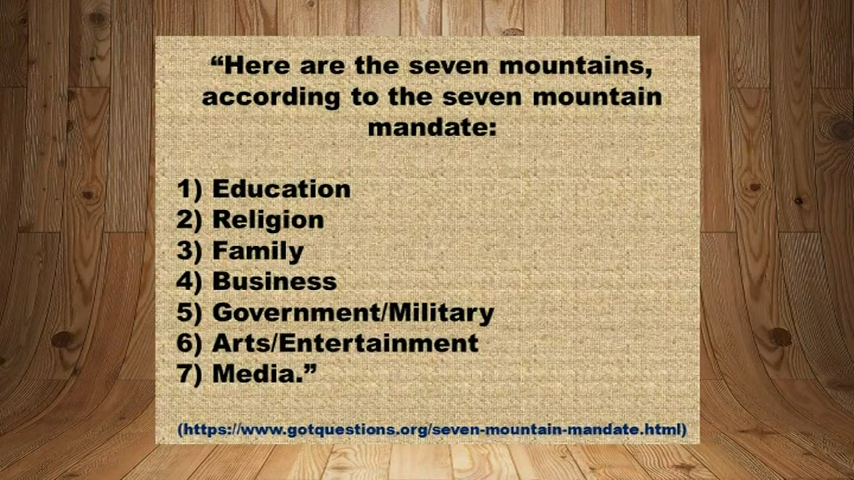 “Here are the seven mountains,
according to the seven mountain
mandate:
1) Education
2) Religion
3) Family
4) Business
5) Government/Military
6) Arts/Entertainment
7) Media.”
(https://www.gotquestions.org/seven-mountain-mandate.html)